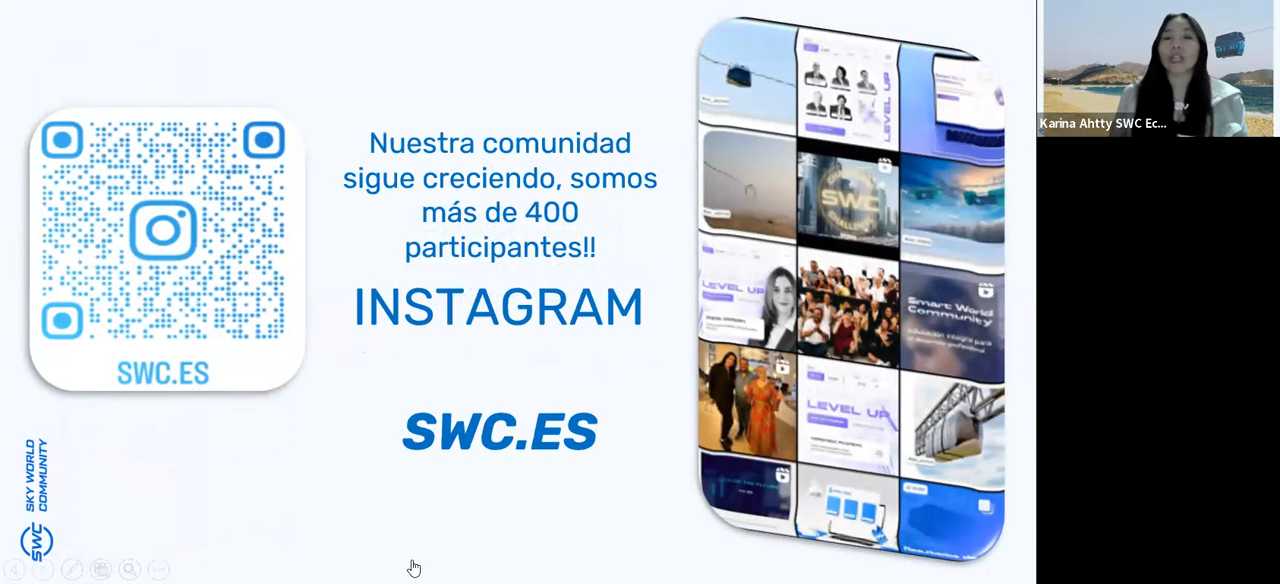 Nuestra comunidad
sigue creciendo, somos
más de 400
participantes!!
INSTAGRAM
SWC.ES
SWC.ES
SKY WORLD
COMMUNITY
SWC
LEVEL UP
SWC
LEVEL UP
Smart World
Community
LEVEL UP
Karina Ahtty SWC Ec...